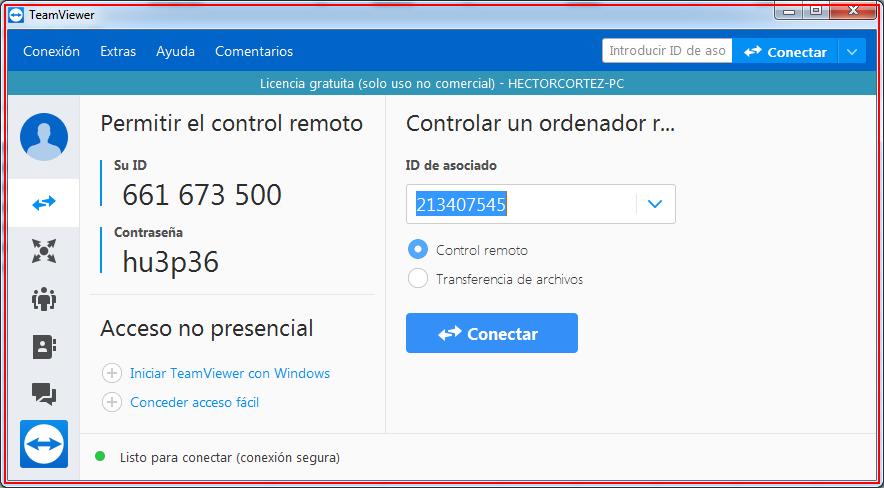 TeamViewer
Conexión Extras Ayuda Comentarios Introducir ID de aso Conectar
Licencia gratuita (solo uso no comercial) - HECTORCORTEZ-PC
Permitir el control remoto
Su ID
661 673 500
Contraseña
hu3p36
Acceso no presencial
Iniciar TeamViewer con Windows
Conceder acceso fácil
Controlar un ordenador r...
ID de asociado
213407545
Control remoto
Transferencia de archivos
Conectar
Listo para conectar (conexión segura)